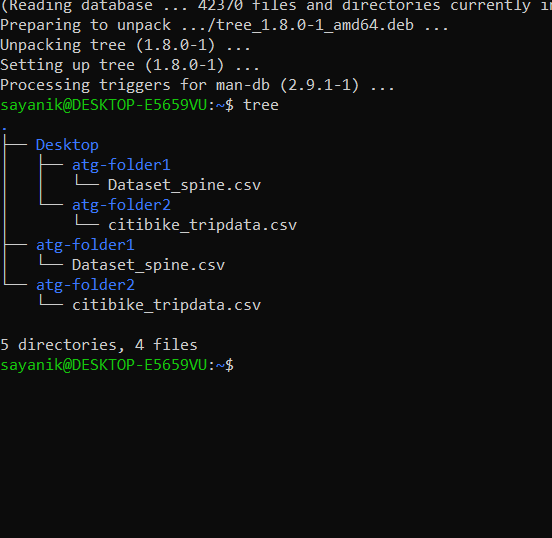 (Reading database ... 42370 files and directories currently
Preparing to unpack .../tree_1.8.0-1_amd64.deb ...
Unpacking tree (1.8.0-1) ...
Setting up tree (1.8.0-1) ...
Processing triggers for man-db (2.9.1-1) ...
sayanik@DESKTOP-E5659VU:~$ tree
.
├── Desktop
│   ├── atg-folder1
│   │   └── Dataset_spine.csv
│   └── atg-folder2
│       └── citibike_tripdata.csv
├── atg-folder1
│   └── Dataset_spine.csv
└── atg-folder2
    └── citibike_tripdata.csv

5 directories, 4 files
sayanik@DESKTOP-E5659VU:~$